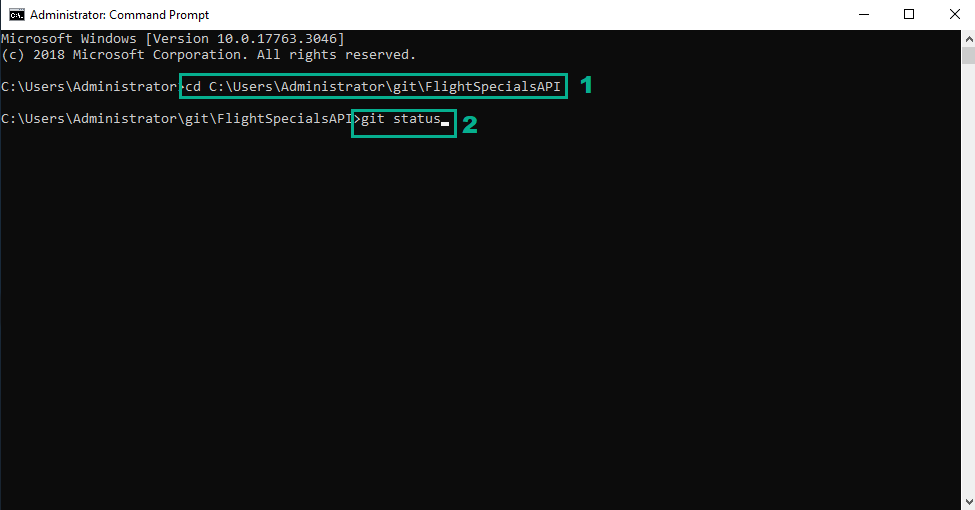 Administrator: Command Prompt
Microsoft Windows [Version 10.0.17763.3046]
(c) 2018 Microsoft Corporation. All rights reserved.
C:\Users\Administrator>cd C:\Users\Administrator\git\FlightSpecialsAPI 1
C:\Users\Administrator\git\FlightSpecialsAPI>git status 2